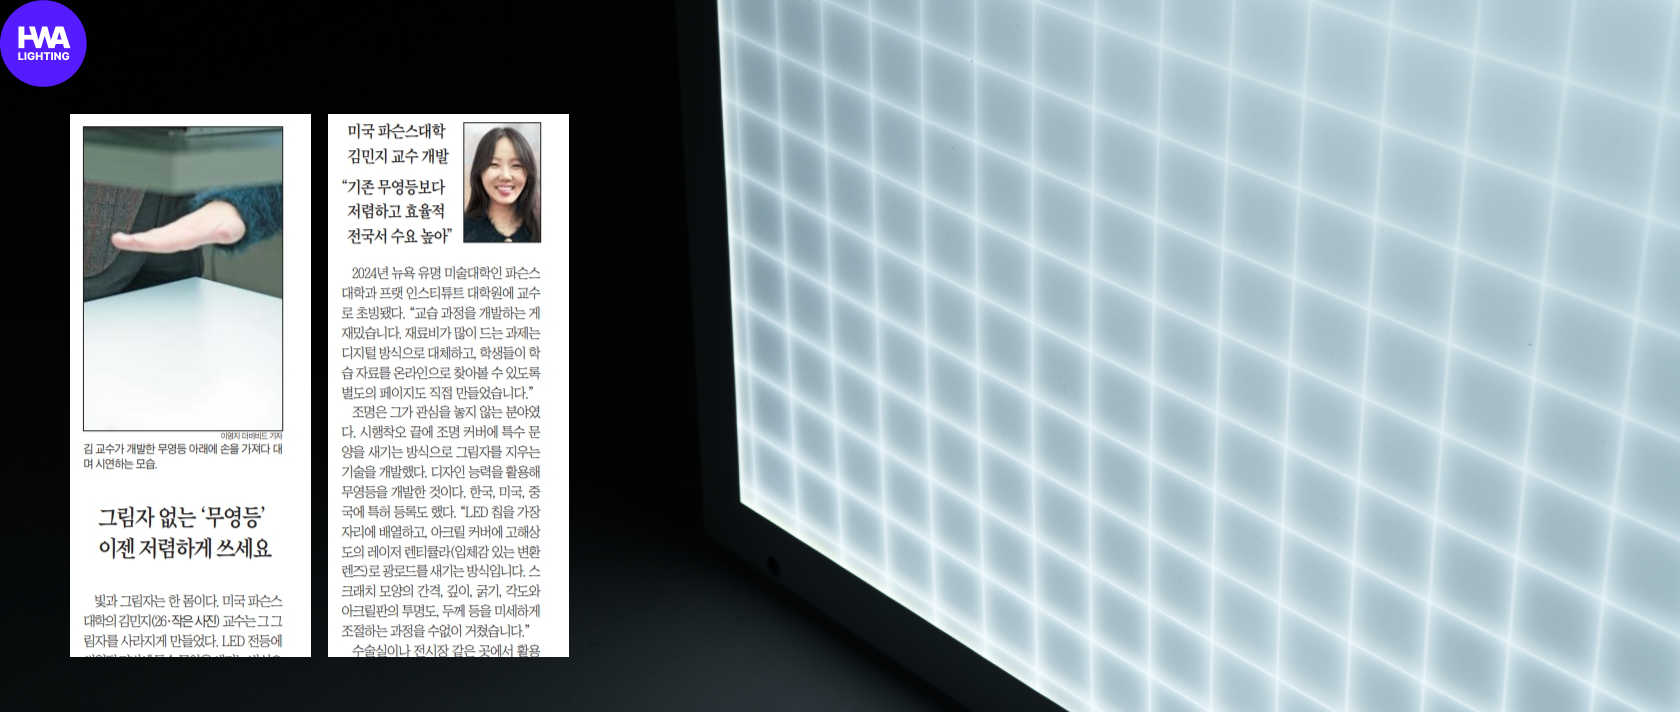 HWA
LIGHTING
이명지 더비비드 기자
김 교수가 개발한 무영등 아래에 손을 가져다 대
며 시연하는 모습.
그림자 없는 ‘무영등’
이젠 저렴하게 쓰세요
빛과 그림자는 한 몸이다. 미국 파슨스
대학의 김민지(26·작은 사진) 교수는 그 그
림자를 사라지게 만들었다. LED 전등에
미국 파슨스대학
김민지 교수 개발
“기존 무영등보다
저렴하고 효율적
전국서 수요 높아”
2024년 뉴욕 유명 미술대학인 파슨스
대학과 프랫 인스티튜트 대학원에 교수
로 초빙됐다. “교습 과정을 개발하는 게
재밌습니다. 재료비가 많이 드는 과제는
디지털 방식으로 대체하고, 학생들이 학
습 자료를 온라인으로 찾아볼 수 있도록
별도의 페이지도 직접 만들었습니다.”
조명은 그가 관심을 놓지 않는 분야였
다. 시행착오 끝에 조명 커버에 특수 문
양을 새기는 방식으로 그림자를 지우는
기술을 개발했다. 디자인 능력을 활용해
무영등을 개발한 것이다. 한국, 미국, 중
국에 특허 등록도 했다. “LED 칩을 가장
자리에 배열하고, 아크릴 커버에 고해상
도의 레이저 렌티큘라(입체감 있는 변환
렌즈)로 광로드를 새기는 방식입니다. 스
크래치 모양의 간격, 깊이, 굵기, 각도와
아크릴판의 투명도, 두께 등을 미세하게
조절하는 과정을 수없이 거쳤습니다.”
수술실이나 전시장 같은 곳에서 활용